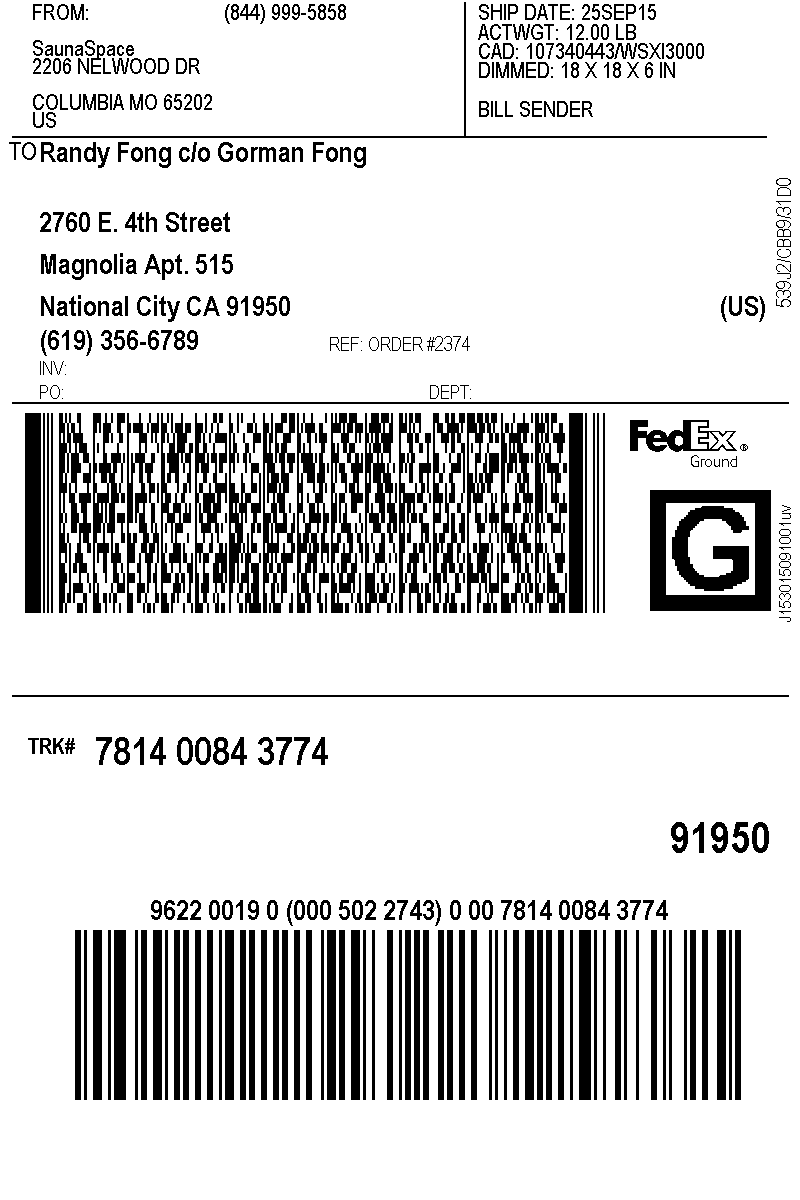 FROM: (844) 999-5858
SaunaSpace
2206 NELWOOD DR
COLUMBIA MO 65202
US
SHIP DATE: 25SEP15
ACTWGT: 12.00 LB
CAD: 107340443/WSXI3000
DIMMED: 18 X 18 X 6 IN
BILL SENDER
TO Randy Fong c/o Gorman Fong
2760 E. 4th Street
Magnolia Apt. 515
National City CA 91950 (US)
(619) 356-6789 REF: ORDER #2374
INV:
PO: DEPT:
539J2/CBB9/31D0
FedEx®
Ground
G
J153015091001uv
TRK# 7814 0084 3774
91950
9622 0019 0 (000 502 2743) 0 00 7814 0084 3774